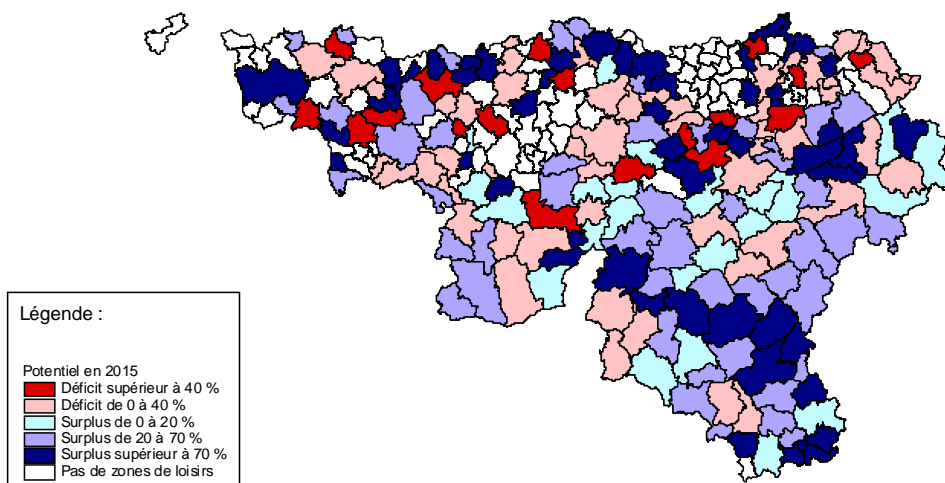 Légende :
Potentiel en 2015
Déficit supérieur à 40 %
Déficit de 0 à 40 %
Surplus de 0 à 20 %
Surplus de 20 à 70 %
Surplus supérieur à 70 %
Pas de zones de loisirs